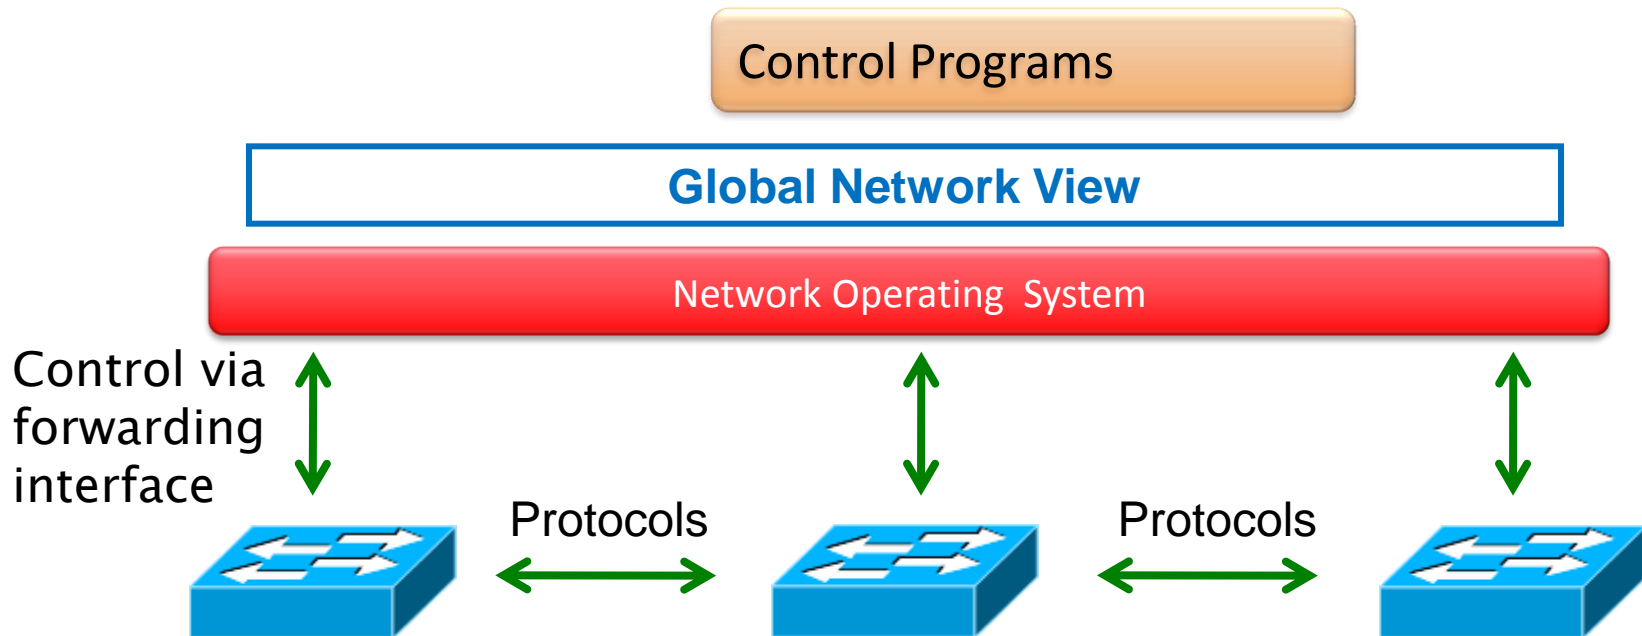 Control Programs
Global Network View
Network Operating  System
Control via
forwarding
interface
Protocols
Protocols